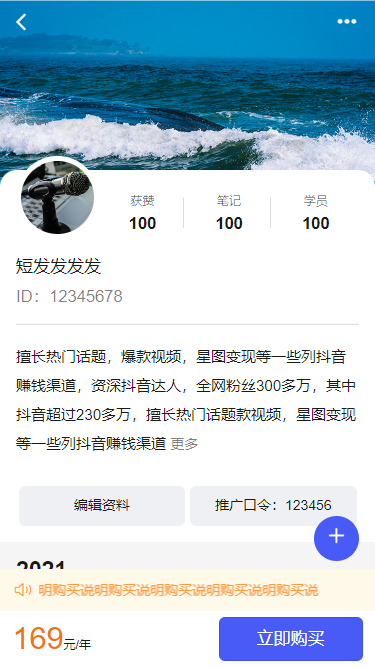 获赞 笔记 学员
100 100 100
短发发发发
ID：12345678
擅长热门话题，爆款视频，星图变现等一些列抖音
赚钱渠道，资深抖音达人，全网粉丝300多万，其中
抖音超过230多万，擅长热门话题款视频，星图变现
等一些列抖音赚钱渠道 更多
编辑资料 推广口令：123456
2021
明购买说明购买说明购买说明购买说明购买说
169元/年 立即购买